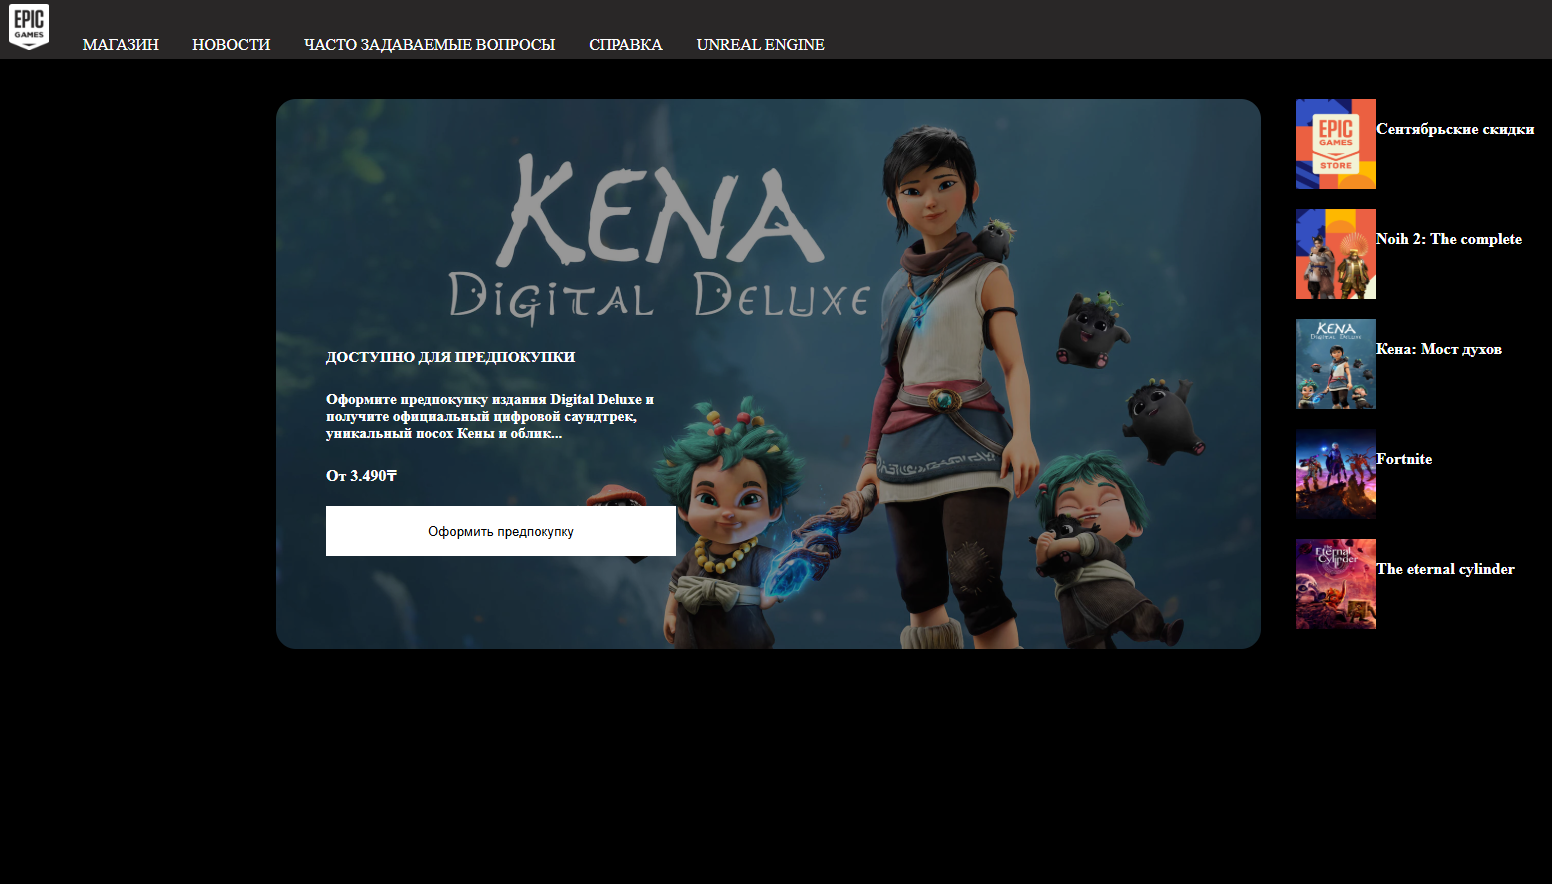 EPIC
GAMES
МАГАЗИН
НОВОСТИ
ЧАСТО ЗАДАВАЕМЫЕ ВОПРОСЫ
СПРАВКА
UNREAL ENGINE
KENA
DIGITAL DELUXE
ДОСТУПНО ДЛЯ ПРЕДПОКУПКИ
Оформите предпокупку издания Digital Deluxe и
получите официальный цифровой саундтрек,
уникальный посох Кены и облик...
От 3.490₸
Оформить предпокупку
EPIC
GAMES
STORE
Сентябрьские скидки
Noih 2: The complete
KENA
DIGITAL DELUXE
Кена: Мост духов
Fortnite
Eternal
Cylinder
The eternal cylinder